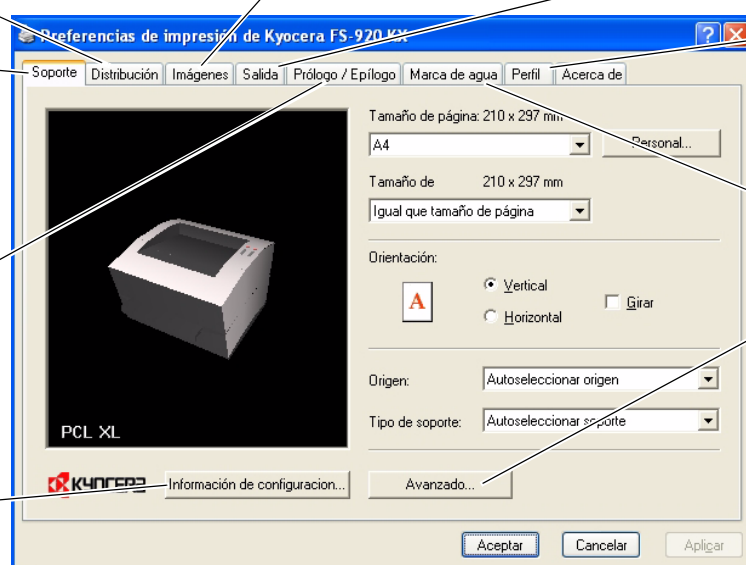 Preferencias de impresión de Kyocera FS-920 KX
Soporte Distribución Imágenes Salida Prólogo / Epílogo Marca de agua Perfil Acerca de
Tamaño de página: 210 x 297 mm
A4 Personal...
Tamaño de 210 x 297 mm
Igual que tamaño de página
Orientación:
A
Vertical
Girar
Horizontal
Origen: Autoseleccionar origen
PCL XL
Tipo de soporte: Autoseleccionar soporte
KYOCERA Información de configuracion... Avanzado...
Aceptar Cancelar Aplicar